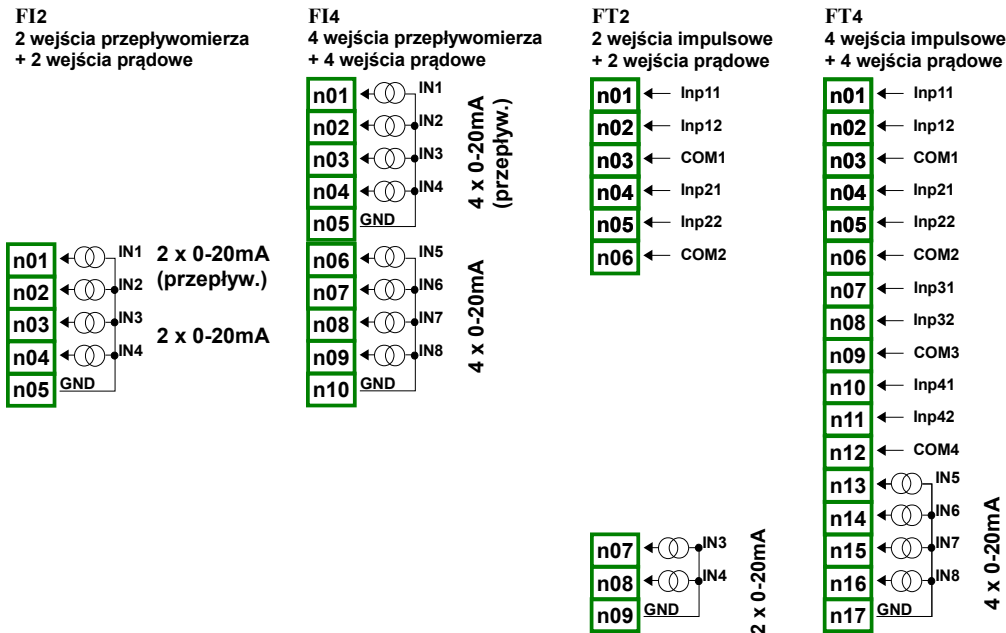 FI2
2 wejścia przepływomierza
+ 2 wejścia prądowe
n01
IN1
n02
IN2
n03
IN3
n04
IN4
n05
GND
2 x 0-20mA
(przepływ.)
2 x 0-20mA
FI4
4 wejścia przepływomierza
+ 4 wejścia prądowe
n01
IN1
n02
IN2
n03
IN3
n04
IN4
n05
GND
4 x 0-20mA
(przepływ.)
n06
IN5
n07
IN6
n08
IN7
n09
IN8
n10
GND
4 x 0-20mA
FT2
2 wejścia impulsowe
+ 2 wejścia prądowe
n01
Inp11
n02
Inp12
n03
COM1
n04
Inp21
n05
Inp22
n06
COM2
n07
IN3
n08
IN4
n09
GND
2 x 0-20mA
FT4
4 wejścia impulsowe
+ 4 wejścia prądowe
n01
Inp11
n02
Inp12
n03
COM1
n04
Inp21
n05
Inp22
n06
COM2
n07
Inp31
n08
Inp32
n09
COM3
n10
Inp41
n11
Inp42
n12
COM4
n13
IN5
n14
IN6
n15
IN7
n16
IN8
n17
GND
4 x 0-20mA